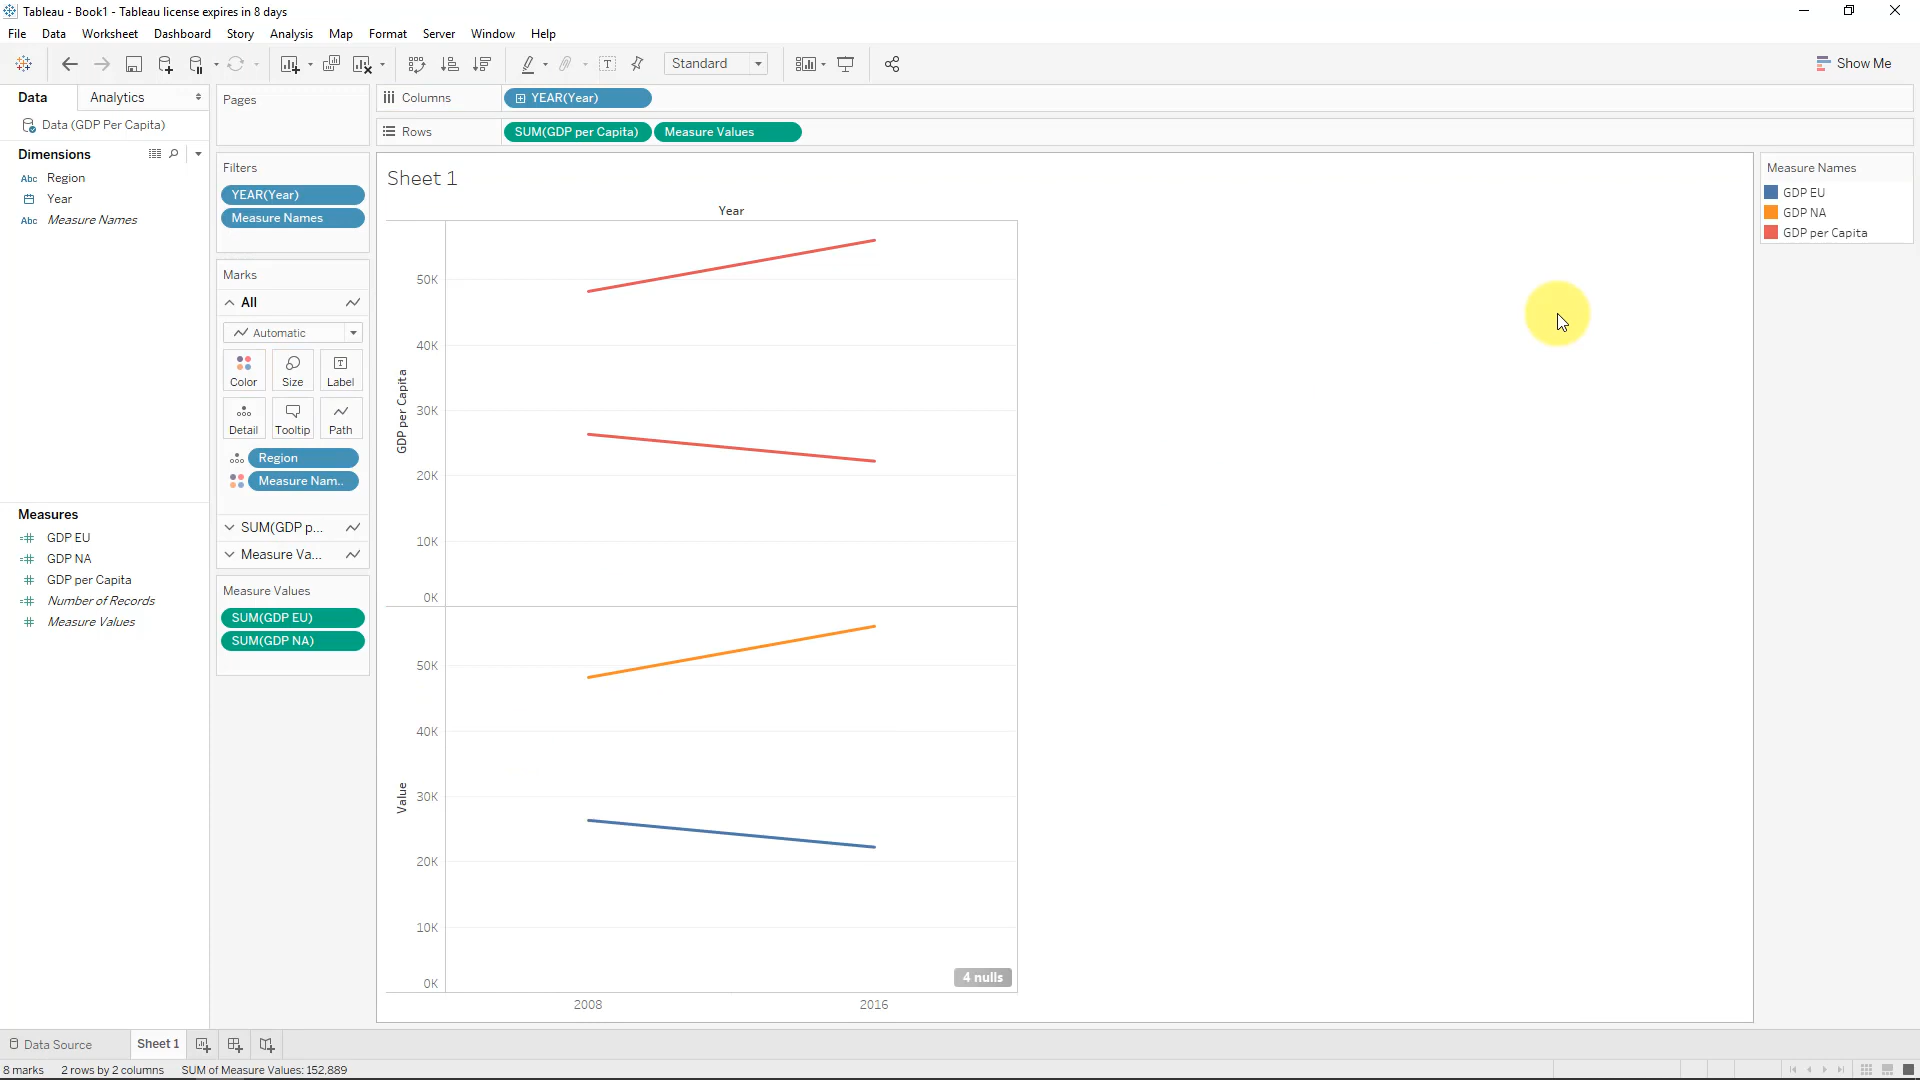 Tableau - Book1 - Tableau license expires in 8 days
File Data Worksheet Dashboard Story Analysis Map Format Server Window Help
Standard
Show Me
Data Analytics
Data (GDP Per Capita)
Dimensions
Abc Region
Year
Abc Measure Names
Measures
GDP EU
GDP NA
GDP per Capita
Number of Records
Measure Values
Pages
Filters
YEAR(Year)
Measure Names
Marks
All
Automatic
Color Size Label
Detail Tooltip Path
Region
Measure Nam..
SUM(GDP p...
Measure Va...
Measure Values
SUM(GDP EU)
SUM(GDP NA)
Columns YEAR(Year)
Rows SUM(GDP per Capita) Measure Values
Sheet 1
Year
50K
40K
30K
20K
10K
0K
GDP per Capita
50K
40K
30K
20K
10K
0K
Value
4 nulls
2008 2016
Measure Names
GDP EU
GDP NA
GDP per Capita
Data Source Sheet 1
8 marks 2 rows by 2 columns SUM of Measure Values: 152,889